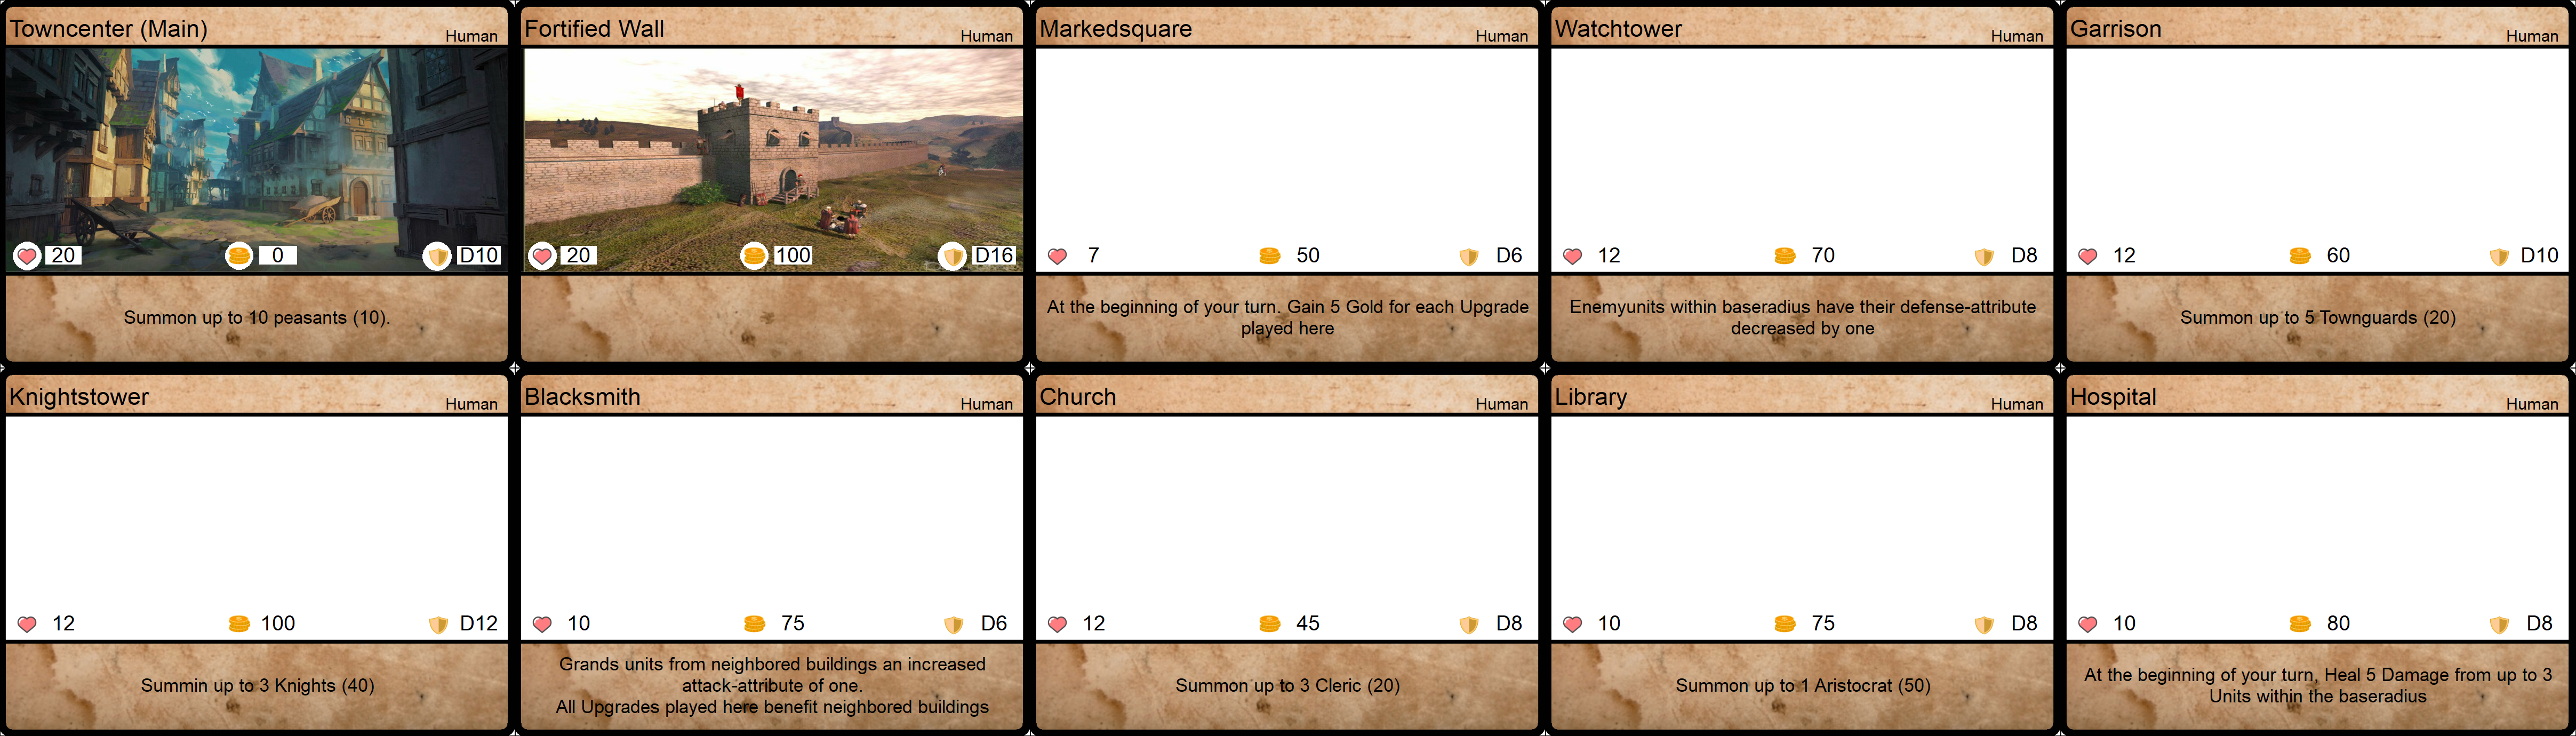 Towncenter (Main)
Human
20
0
D10
Summon up to 10 peasants (10).
Fortified Wall
Human
20
100
D16
Markedsquare
Human
7
50
D6
At the beginning of your turn. Gain 5 Gold for each Upgrade
played here
Watchtower
Human
12
70
D8
Enemyunits within baseradius have their defense-attribute
decreased by one
Garrison
Human
12
60
D10
Summon up to 5 Townguards (20)
Knightstower
Human
12
100
D12
Summin up to 3 Knights (40)
Blacksmith
Human
10
75
D6
Grands units from neighbored buildings an increased
attack-attribute of one.
All Upgrades played here benefit neighbored buildings
Church
Human
12
45
D8
Summon up to 3 Cleric (20)
Library
Human
10
75
D8
Summon up to 1 Aristocrat (50)
Hospital
Human
10
80
D8
At the beginning of your turn, Heal 5 Damage from up to 3
Units within the baseradius